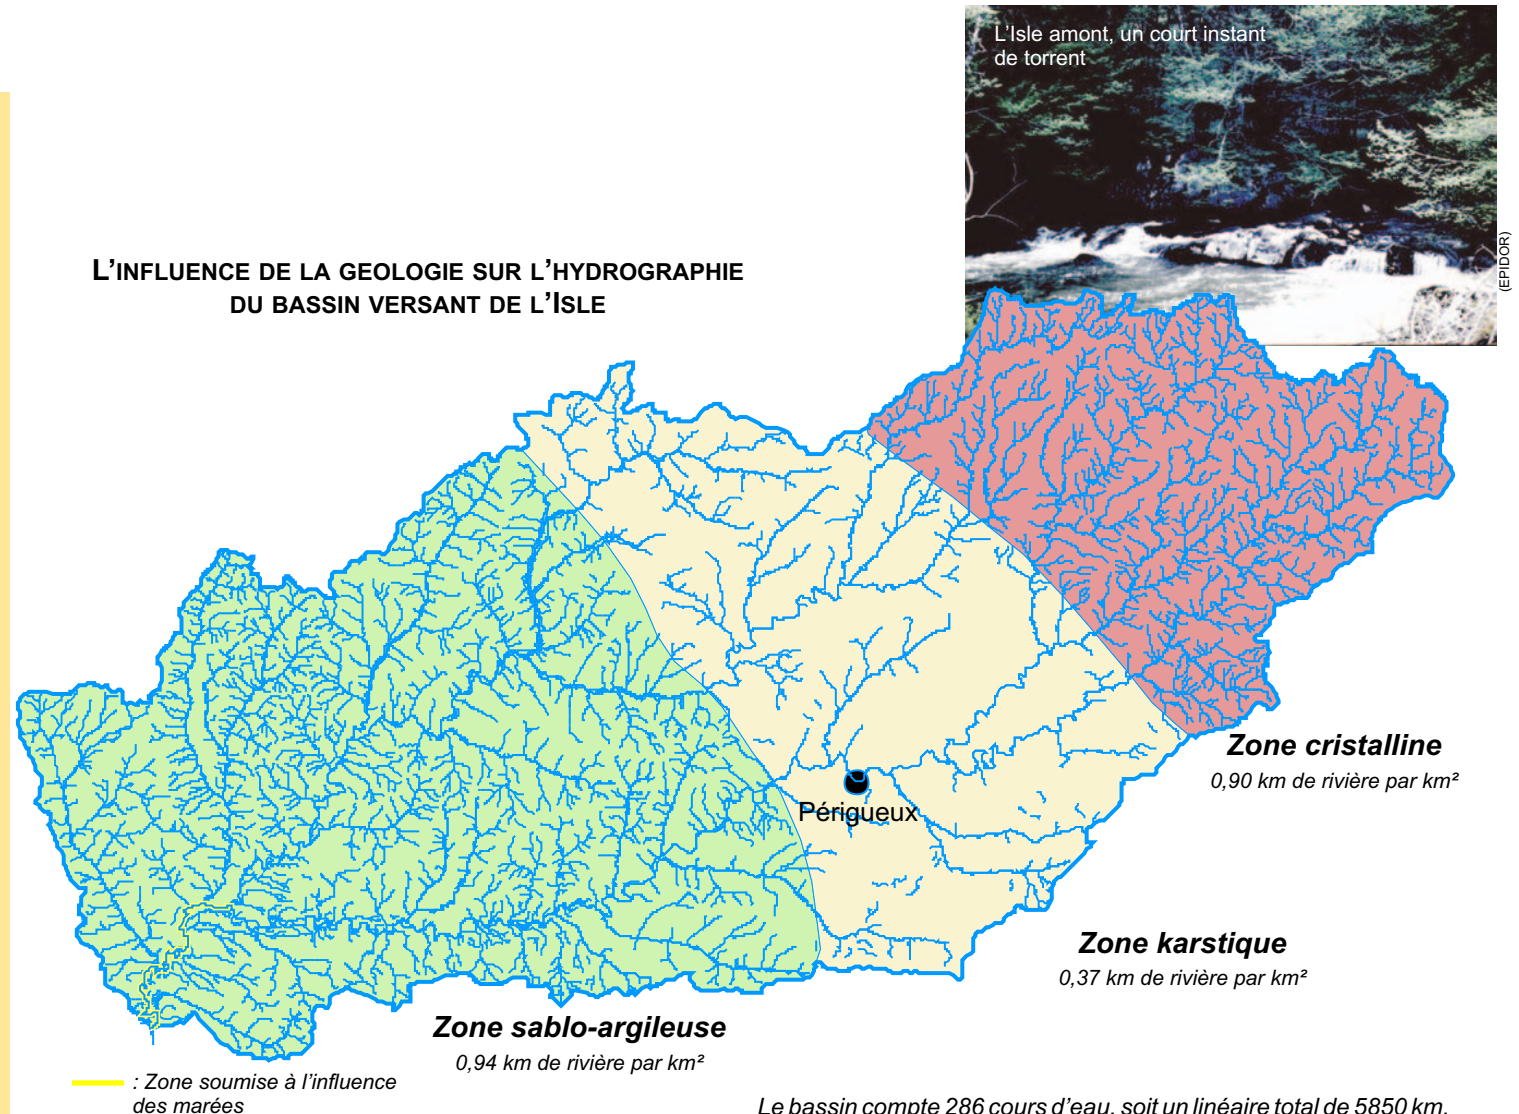 L'Isle amont, un court instant
de torrent
(EPIDOR)
L'INFLUENCE DE LA GEOLOGIE SUR L'HYDROGRAPHIE
DU BASSIN VERSANT DE L'ISLE
Zone cristalline
0,90 km de rivière par km²
Périgueux
Zone karstique
0,37 km de rivière par km²
Zone sablo-argileuse
0,94 km de rivière par km²
: Zone soumise à l'influence
des marées
Le bassin compte 286 cours d'eau, soit un linéaire total de 5850 km.